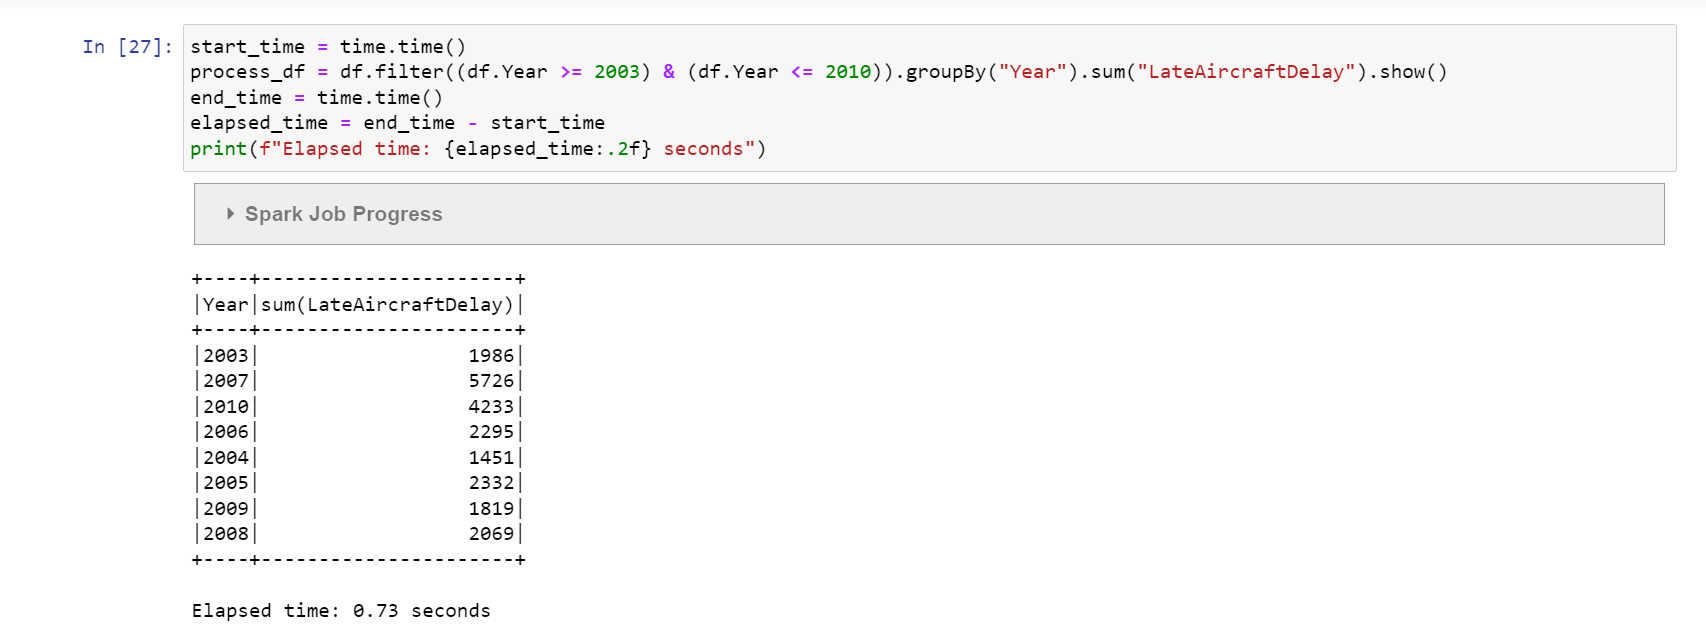 In [27]: start_time = time.time()
process_df = df.filter((df.Year >= 2003) & (df.Year <= 2010)).groupBy("Year").sum("LateAircraftDelay").show()
end_time = time.time()
elapsed_time = end_time - start_time
print(f"Elapsed time: {elapsed_time:.2f} seconds")
Spark Job Progress
+----+----------------------+
|Year|sum(LateAircraftDelay)|
+----+----------------------+
|2003|                  1986|
|2007|                  5726|
|2010|                  4233|
|2006|                  2295|
|2004|                  1451|
|2005|                  2332|
|2009|                  1819|
|2008|                  2069|
+----+----------------------+
Elapsed time: 0.73 seconds